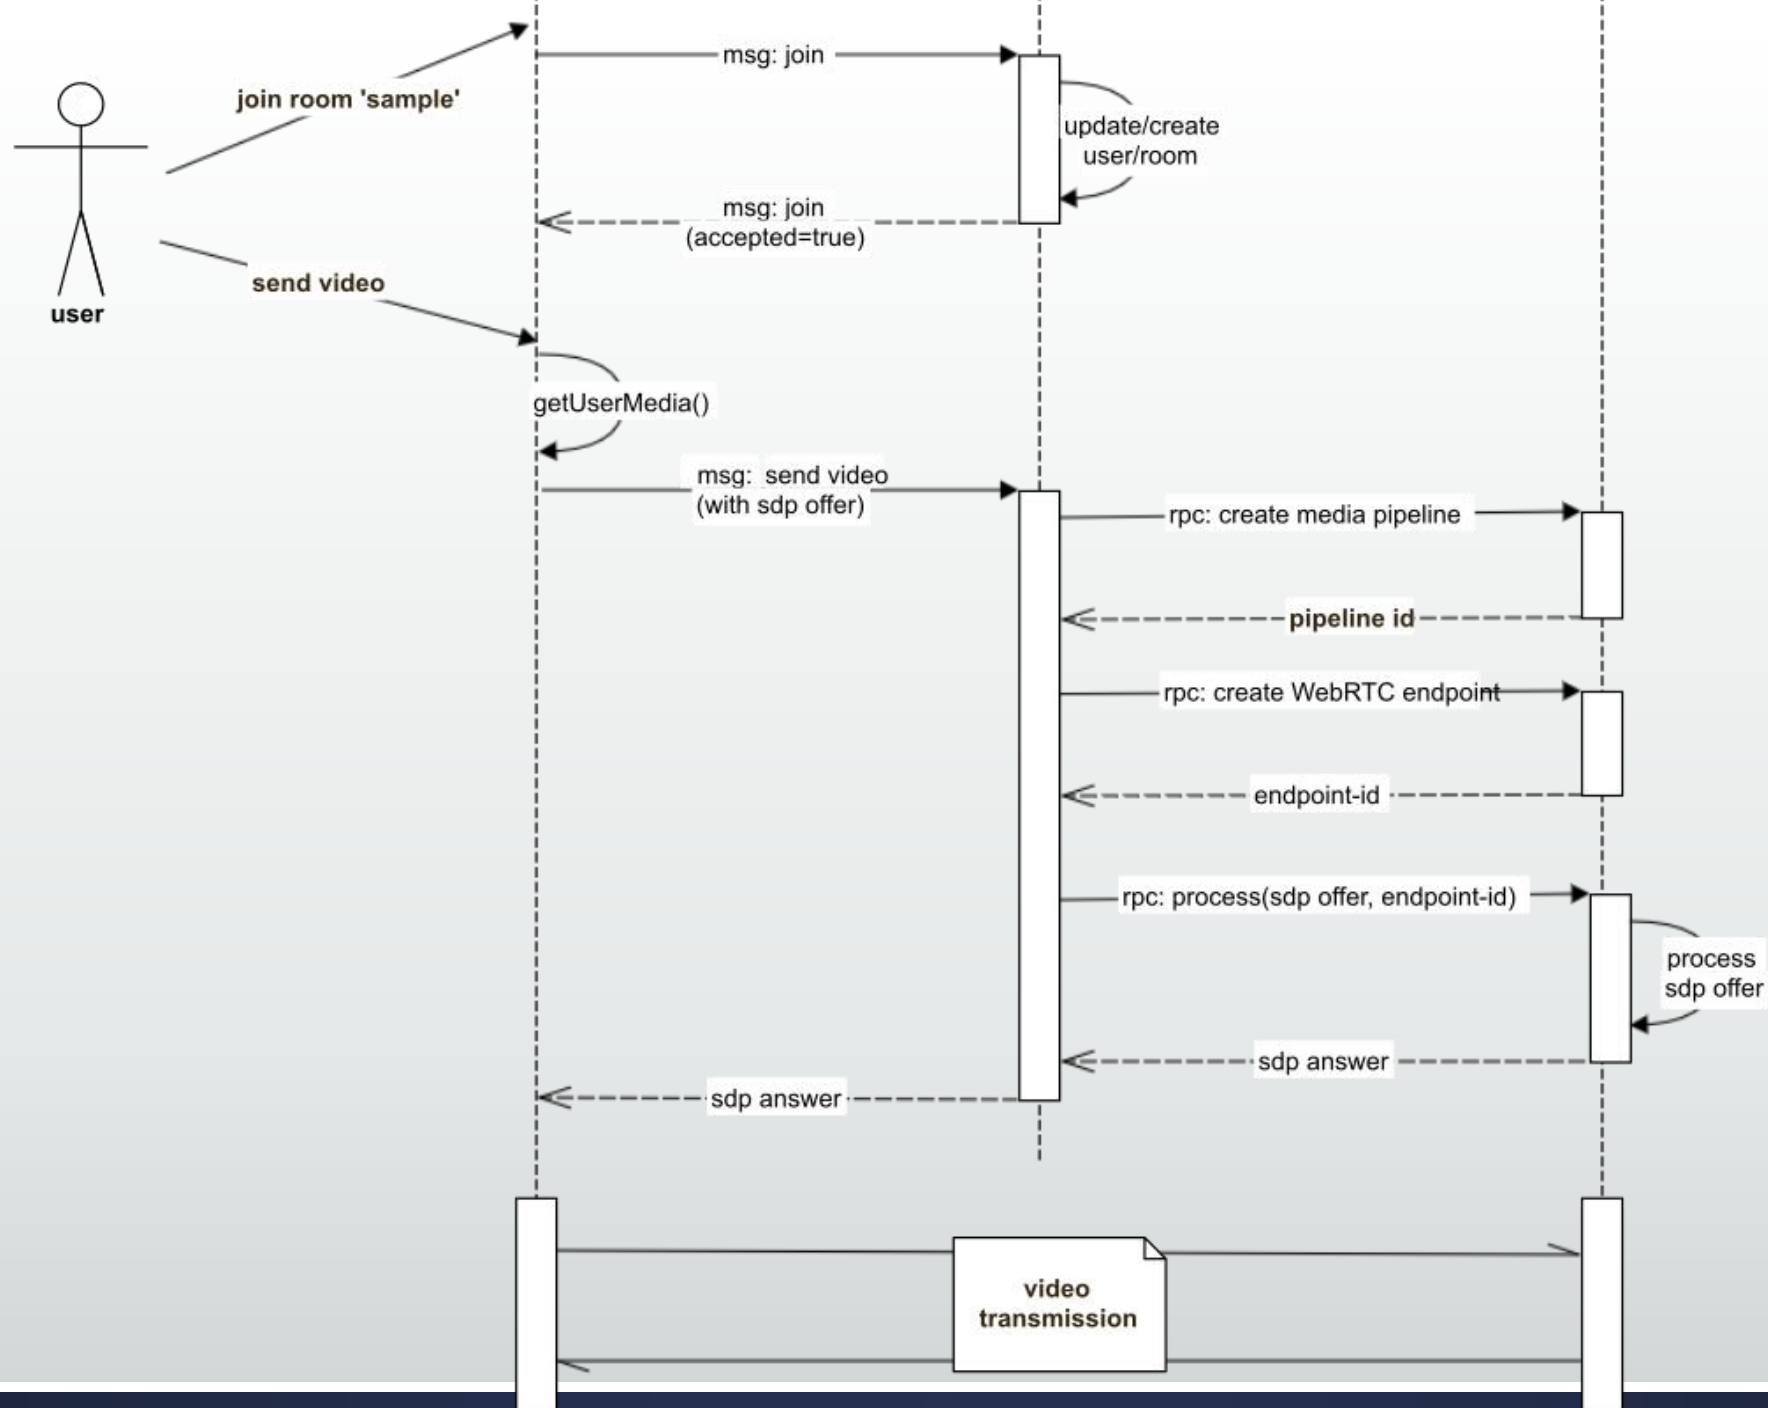 msg: join
join room 'sample'
update/create
user/room
msg: join
(accepted=true)
send video
user
getUserMedia()
msg:  send video
(with sdp offer)
rpc: create media pipeline
pipeline id
rpc: create WebRTC endpoint
endpoint-id
rpc: process(sdp offer, endpoint-id)
process
sdp offer
sdp answer
sdp answer
video
transmission